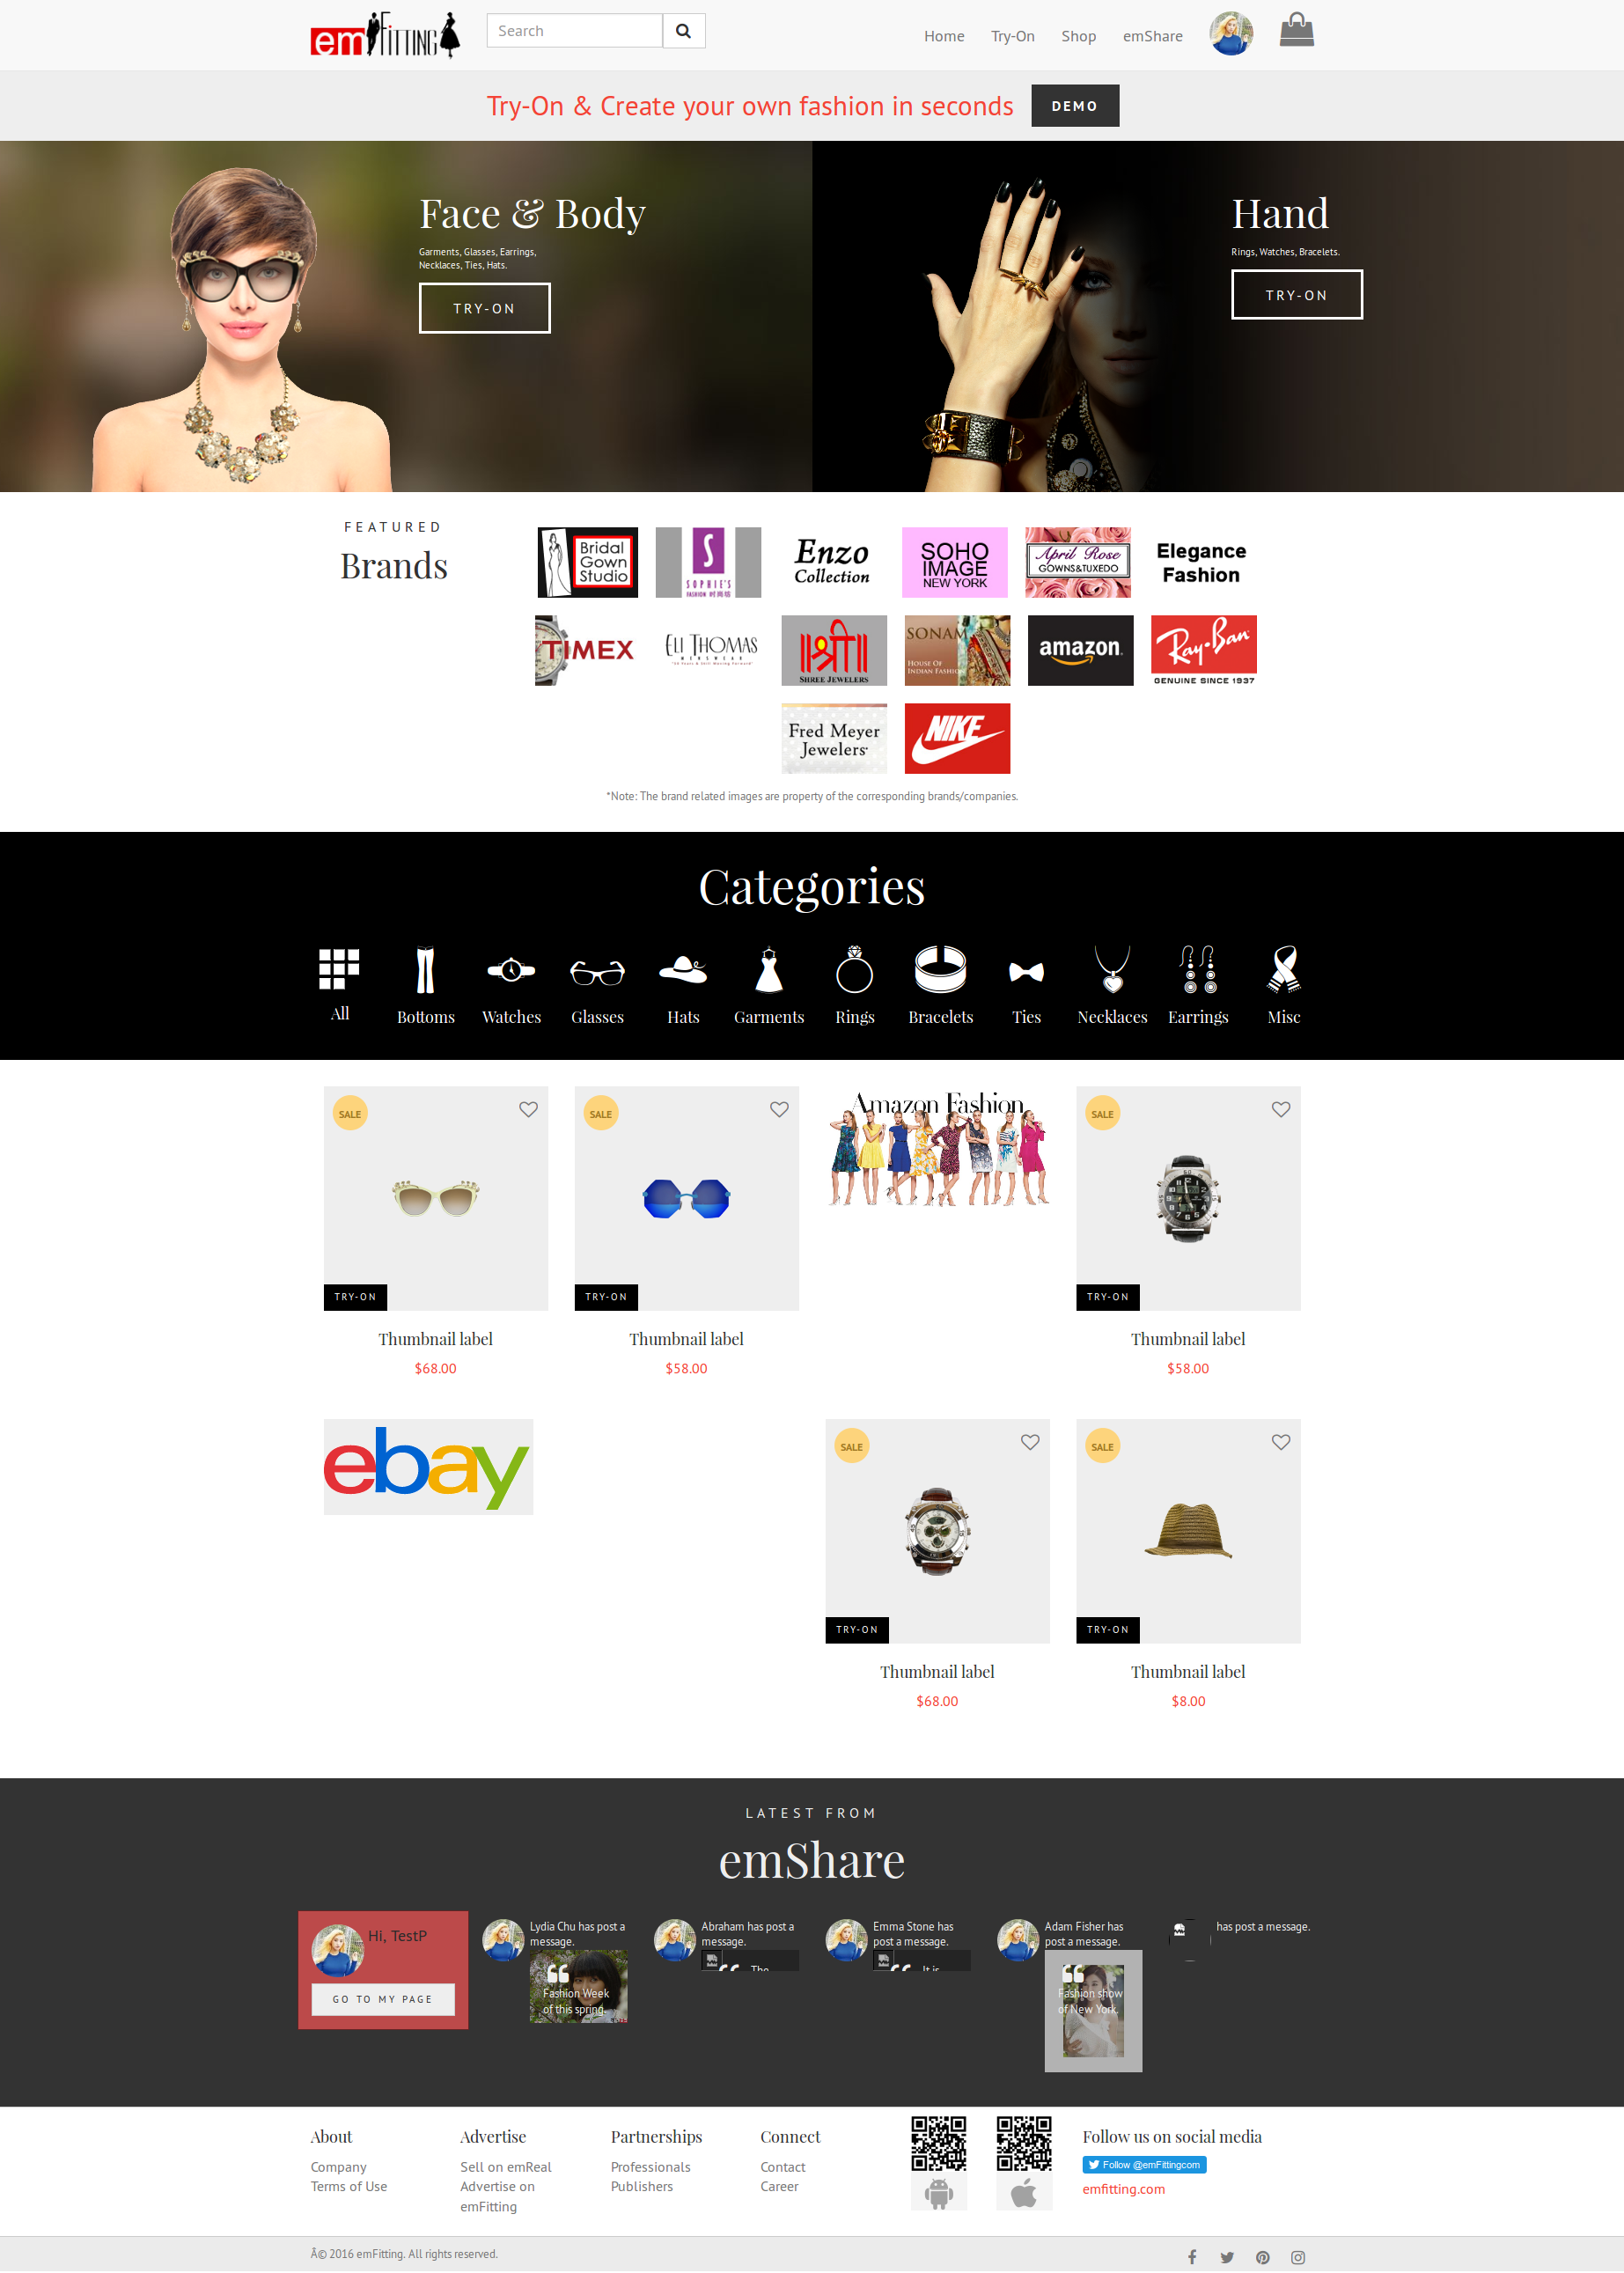 emFITTING
Search
Home
Try-On
Shop
emShare
Try-On & Create your own fashion in seconds
DEMO
Face & Body
Garments, Glasses, Earrings,
Necklaces, Ties, Hats.
TRY-ON
Hand
Rings, Watches, Bracelets.
TRY-ON
FEATURED
Brands
Bridal
Gown
Studio
S
SOPHIE'S
FASHION
Enzo
Collection
SOHO
IMAGE
NEW YORK
April Rose
GOWNS&TUXEDO
Elegance
Fashion
TIMEX
ELI THOMAS
MENSWEAR
॥श्री॥
SHREE JEWELERS
SONAM
HOUSE OF
INDIAN FASHION
amazon
Ray-Ban
GENUINE SINCE 1937
Fred Meyer
Jewelers
NIKE
*Note: The brand related images are property of the corresponding brands/companies.
Categories
All
Bottoms
Watches
Glasses
Hats
Garments
Rings
Bracelets
Ties
Necklaces
Earrings
Misc
SALE
TRY-ON
Thumbnail label
$68.00
SALE
TRY-ON
Thumbnail label
$58.00
Amazon Fashion
SALE
TRY-ON
Thumbnail label
$58.00
ebay
SALE
TRY-ON
Thumbnail label
$68.00
SALE
TRY-ON
Thumbnail label
$8.00
LATEST FROM
emShare
Hi, TestP
GO TO MY PAGE
Lydia Chu has post a
message.
Fashion Week
of this spring.
Abraham has post a
message.
The
Emma Stone has
post a message.
It is
Adam Fisher has
post a message.
Fashion show
of New York.
has post a message.
About
Company
Terms of Use
Advertise
Sell on emReal
Advertise on
emFitting
Partnerships
Professionals
Publishers
Connect
Contact
Career
Follow us on social media
Follow @emFittingcom
emfitting.com
Â© 2016 emFitting. All rights reserved.